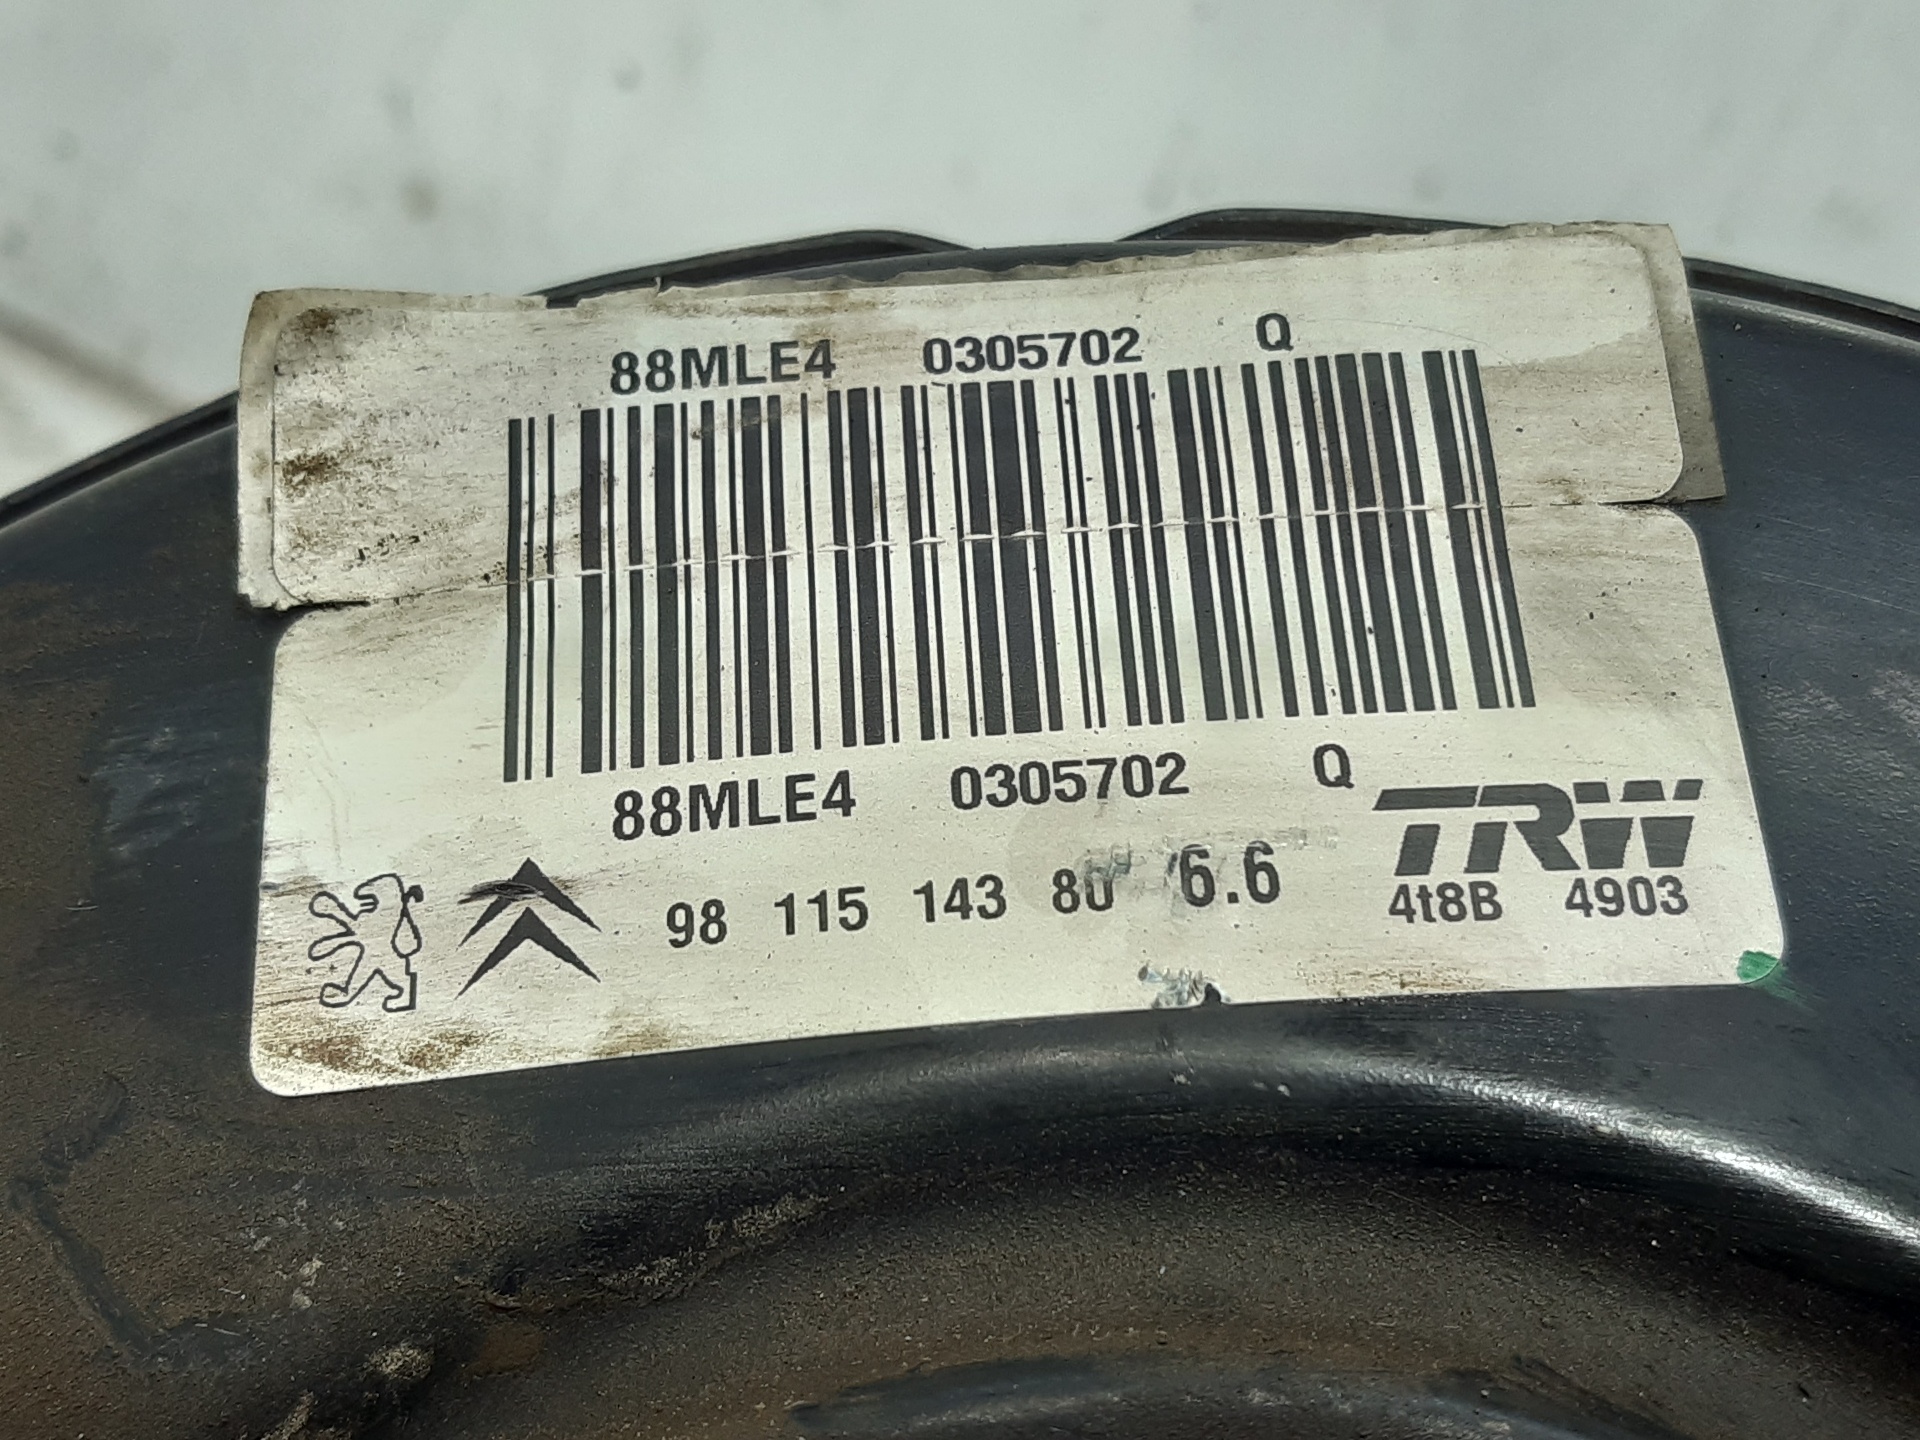 88MLE4 0305702 Q
88MLE4 0305702 Q
TRW
98 115 143 80 6.6 4t8B 4903